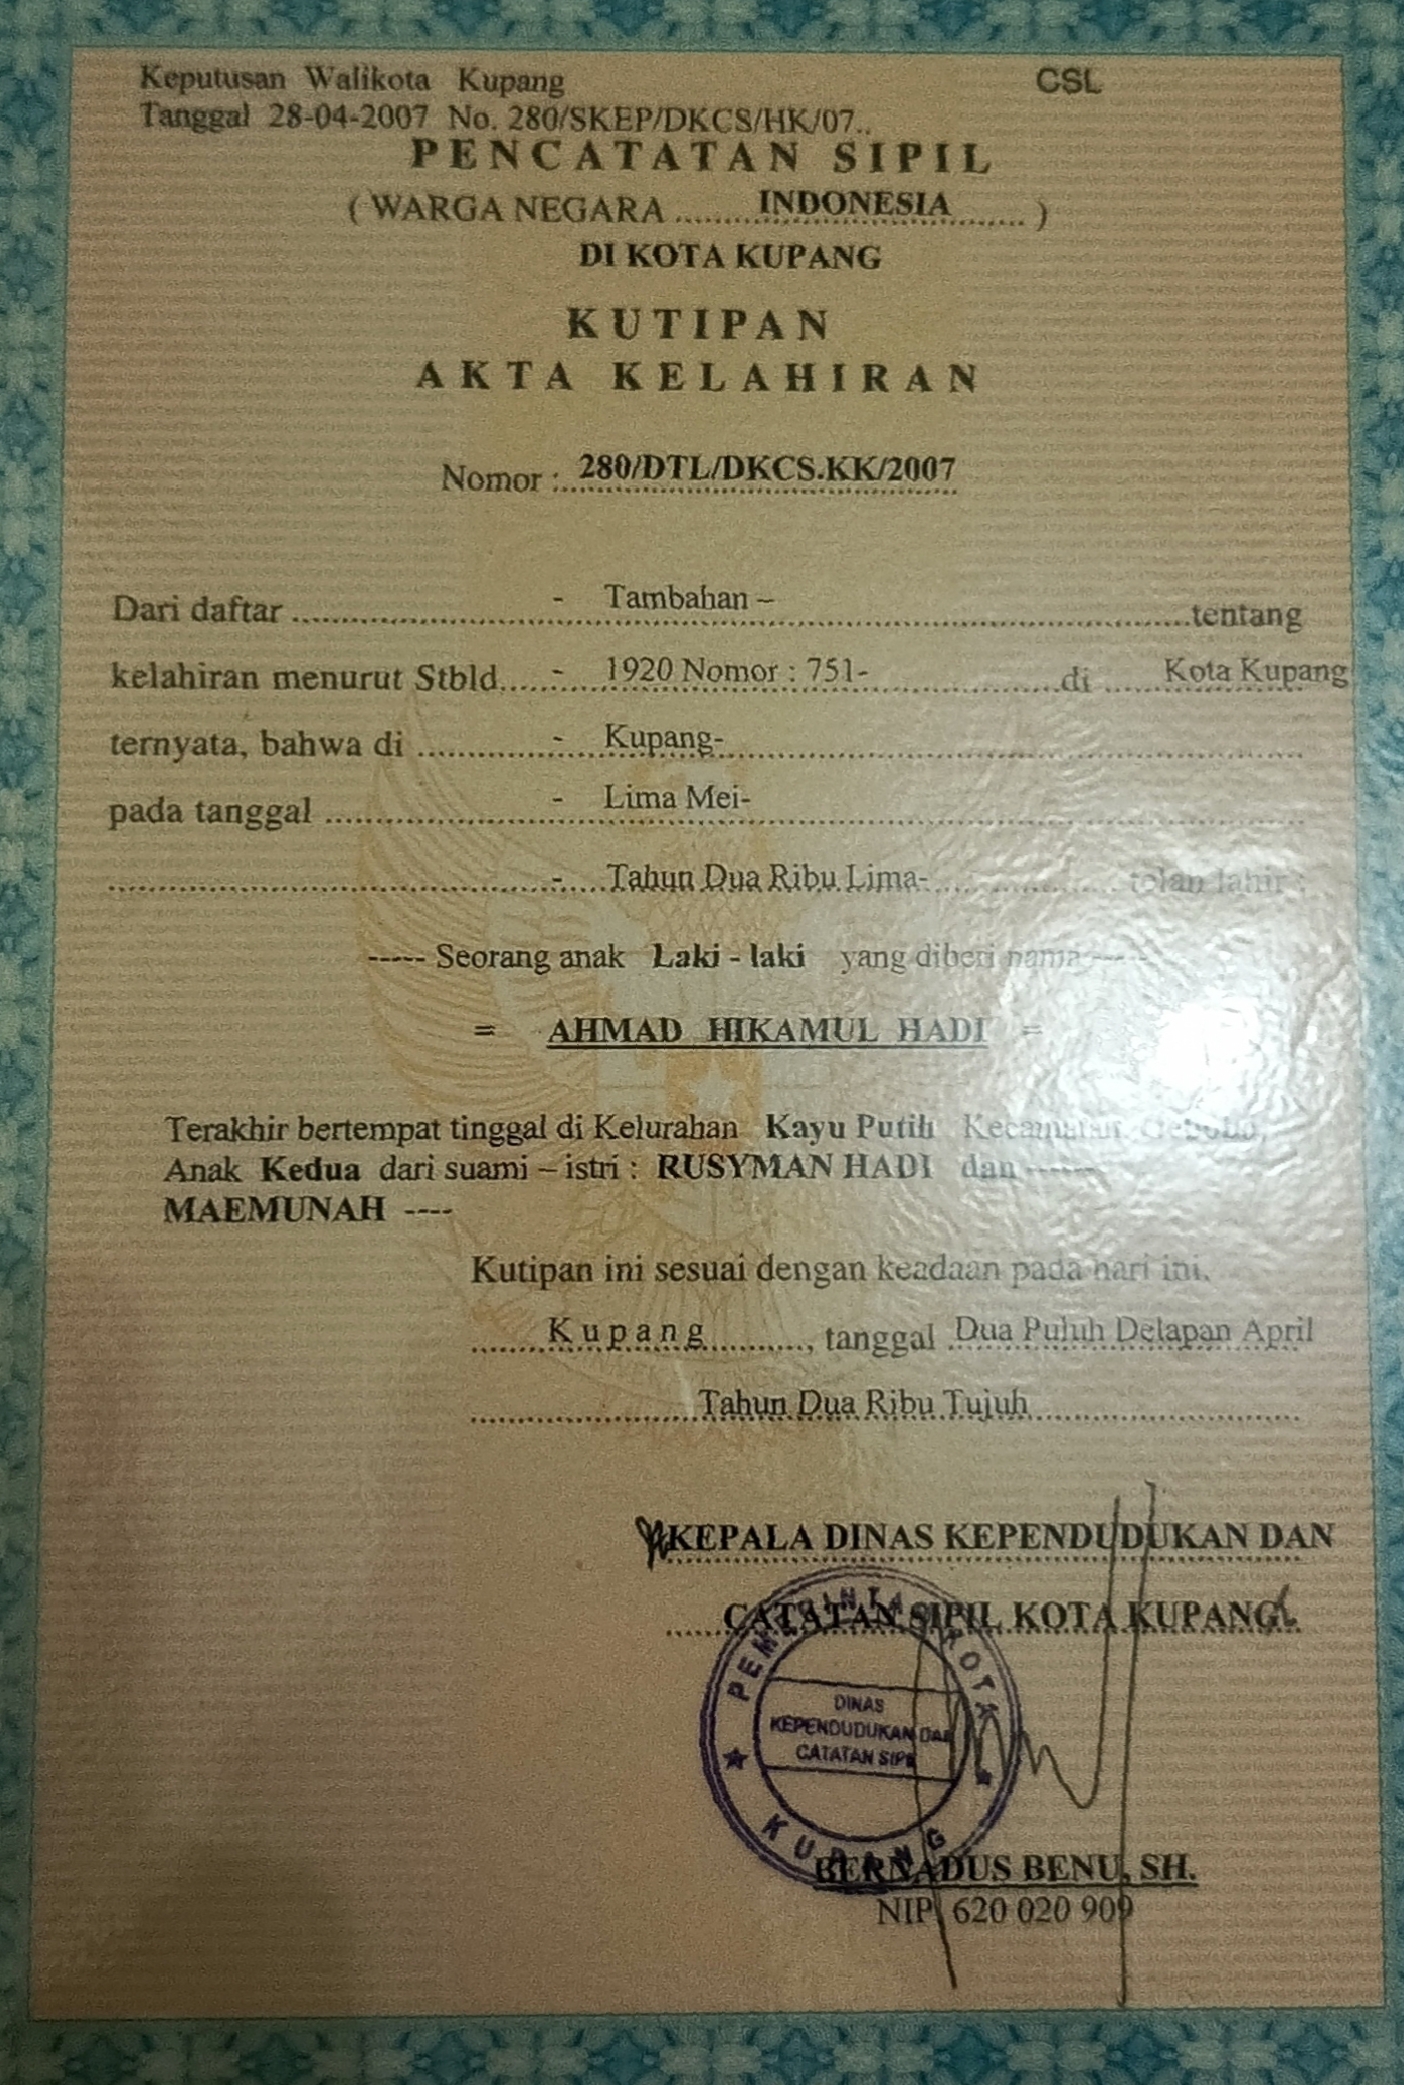 Keputusan Walikota Kupang CSL
Tanggal 28-04-2007 No. 280/SKEP/DKCS/HK/07..
PENCATATAN SIPIL
( WARGA NEGARA ........INDONESIA....... )
DI KOTA KUPANG
KUTIPAN
AKTA KELAHIRAN
Nomor : 280/DTL/DKCS.KK/2007
Dari daftar ........ - Tambahan – ........ tentang
kelahiran menurut Stbld..... - 1920 Nomor : 751- ........ di ...... Kota Kupang
ternyata, bahwa di ........ - Kupang- ........
pada tanggal ........ - Lima Mei- ........
........ - Tahun Dua Ribu Lima- ........ telah lahir :
----- Seorang anak Laki - laki yang diberi nama -----
= AHMAD HIKAMUL HADI =
Terakhir bertempat tinggal di Kelurahan Kayu Putih Kecamatan
Anak Kedua dari suami – istri : RUSYMAN HADI dan ------
MAEMUNAH ----
Kutipan ini sesuai dengan keadaan pada hari ini.
Kupang ........, tanggal Dua Puluh Delapan April
Tahun Dua Ribu Tujuh
KEPALA DINAS KEPENDUDUKAN DAN
CATATAN SIPIL KOTA KUPANG
PEMERINTAH KOTA
DINAS
KEPENDUDUKAN DAN
CATATAN SIPIL
KUPANG
BERNADUS BENU, SH.
NIP. 620 020 909